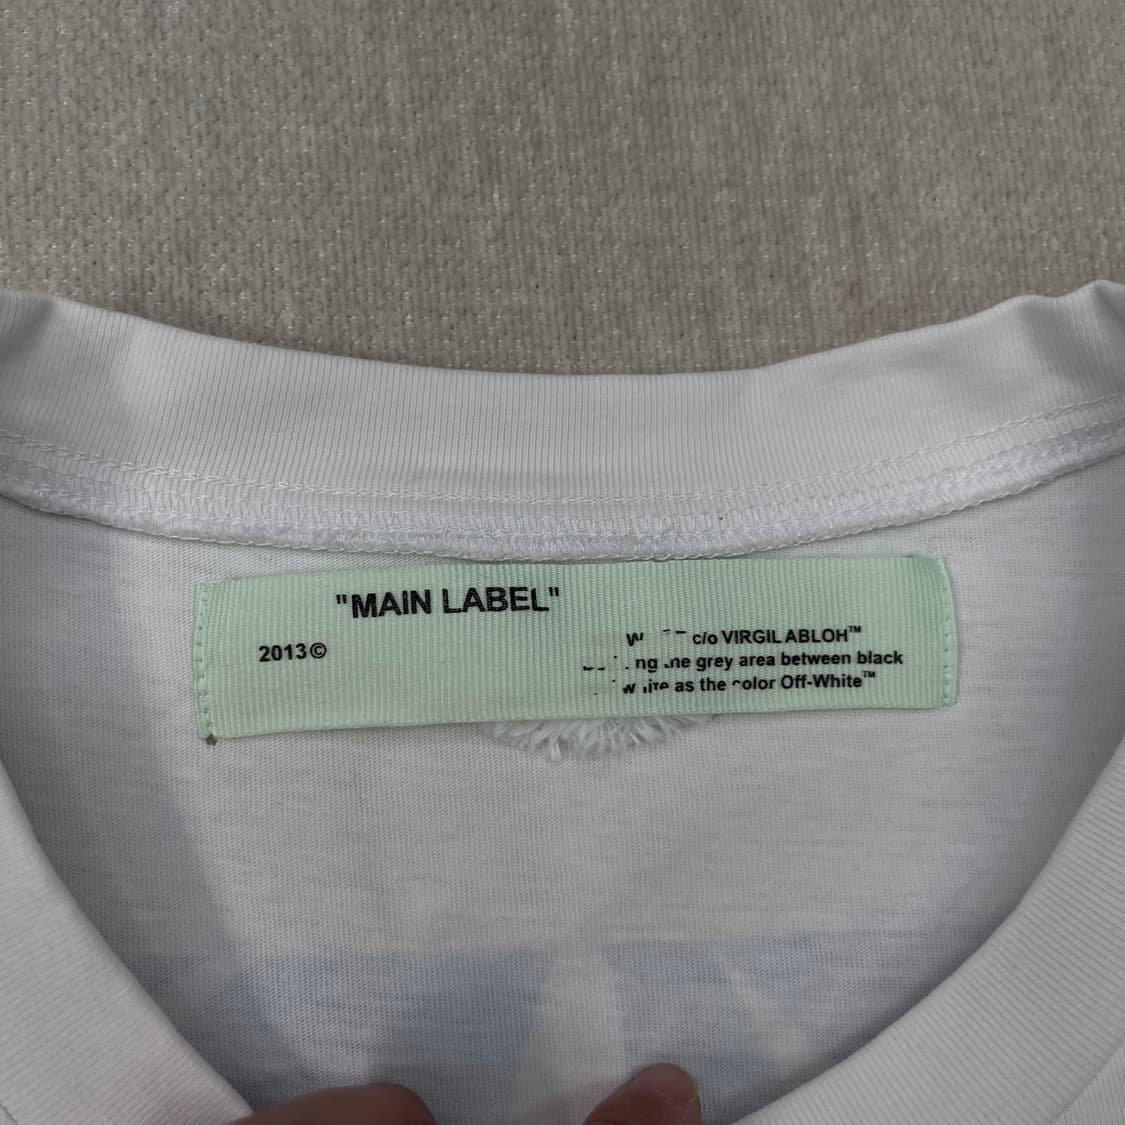 "MAIN LABEL"
2013©
c/o VIRGIL ABLOH™
grey area between black
as the color Off-White™